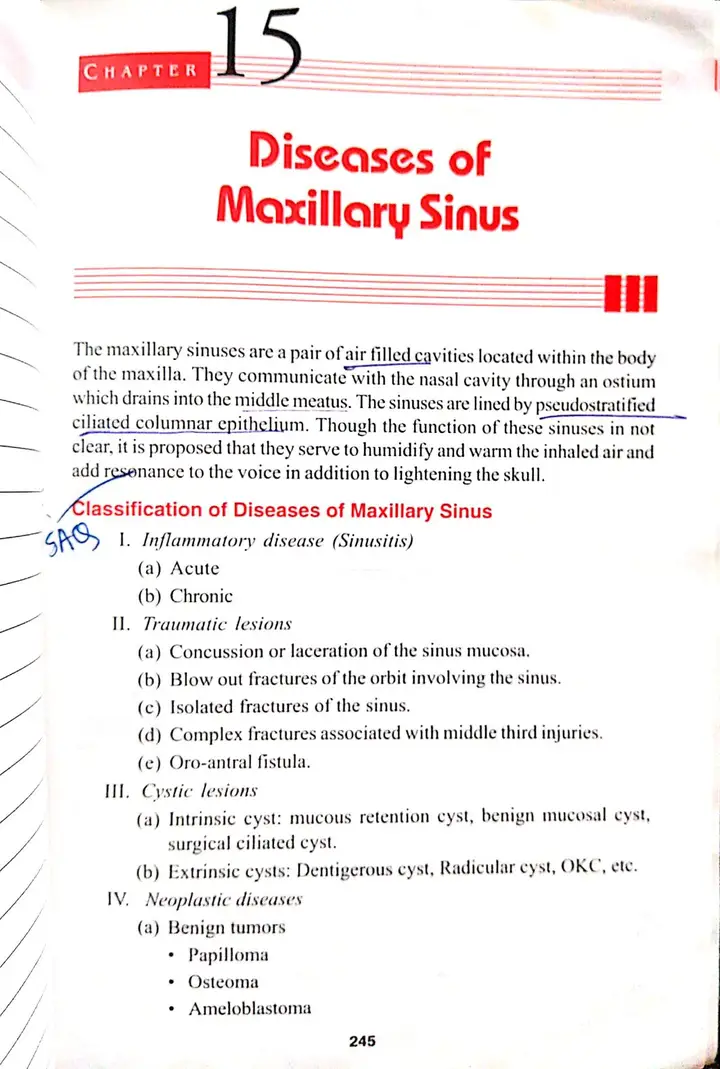 CHAPTER 15
Diseases of
Maxillary Sinus
The maxillary sinuses are a pair of air filled cavities located within the body
of the maxilla. They communicate with the nasal cavity through an ostium
which drains into the middle meatus. The sinuses are lined by pseudostratified
ciliated columnar epithelium. Though the function of these sinuses in not
clear, it is proposed that they serve to humidify and warm the inhaled air and
add resonance to the voice in addition to lightening the skull.
Classification of Diseases of Maxillary Sinus
SAQ
I. Inflammatory disease (Sinusitis)
(a) Acute
(b) Chronic
II. Traumatic lesions
(a) Concussion or laceration of the sinus mucosa.
(b) Blow out fractures of the orbit involving the sinus.
(c) Isolated fractures of the sinus.
(d) Complex fractures associated with middle third injuries.
(e) Oro-antral fistula.
III. Cystic lesions
(a) Intrinsic cyst: mucous retention cyst, benign mucosal cyst,
surgical ciliated cyst.
(b) Extrinsic cysts: Dentigerous cyst, Radicular cyst, OKC, etc.
IV. Neoplastic diseases
(a) Benign tumors
• Papilloma
• Osteoma
• Ameloblastoma
245